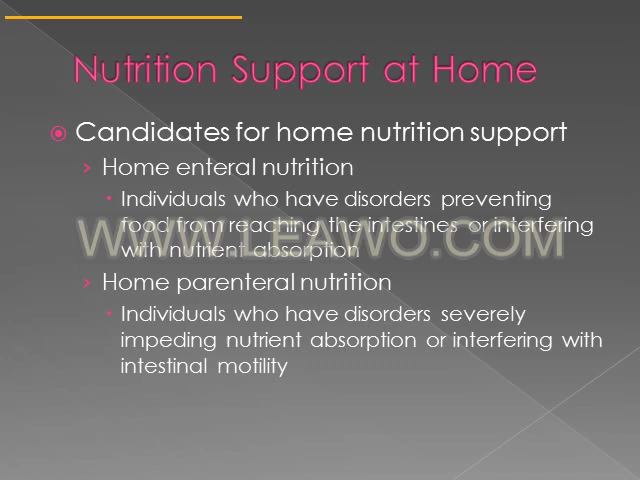 Nutrition Support at Home
Candidates for home nutrition support
Home enteral nutrition
Individuals who have disorders preventing
food from reaching the intestines or interfering
with nutrient absorption
WWW.LEAWO.COM
Home parenteral nutrition
Individuals who have disorders severely
impeding nutrient absorption or interfering with
intestinal motility